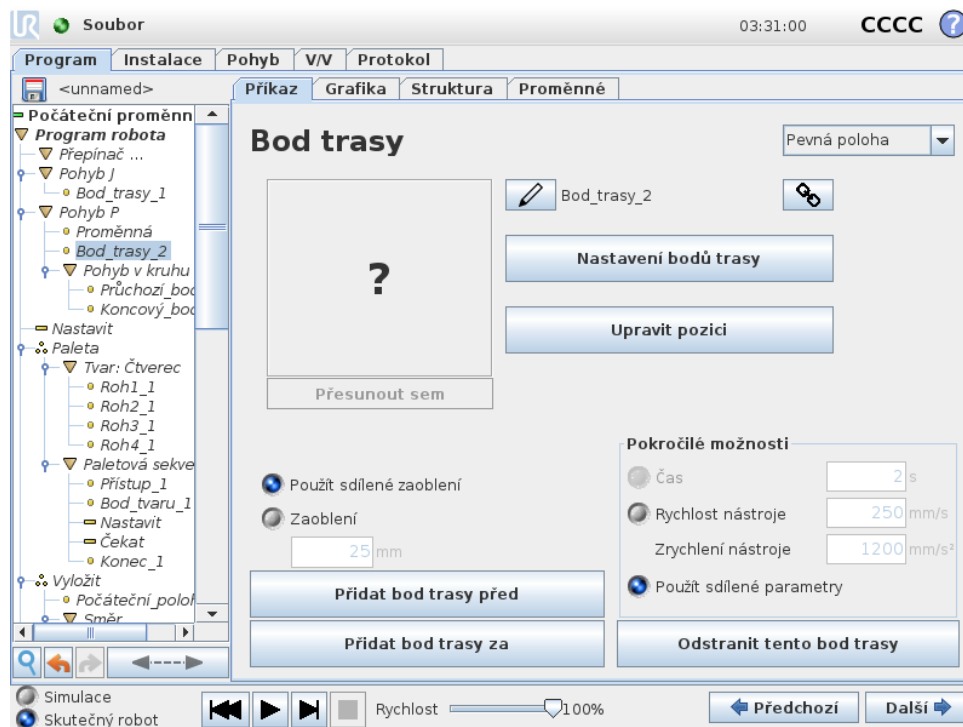 UR Soubor 03:31:00 CCCC ?
Program Instalace Pohyb V/V Protokol
<unnamed> Příkaz Grafika Struktura Proměnné
Počáteční proměnn
Program robota
Přepínač ...
Pohyb J
Bod_trasy_1
Pohyb P
Proměnná
Bod_trasy_2
Pohyb v kruhu
Průchozí_bod
Koncový_bod
Nastavit
Paleta
Tvar: Čtverec
Roh1_1
Roh2_1
Roh3_1
Roh4_1
Paletová sekve
Přístup_1
Bod_tvaru_1
Nastavit
Čekat
Konec_1
Vyložit
Počáteční_poloh
Směr
Bod trasy
Pevná poloha
?
Bod_trasy_2
Nastavení bodů trasy
Upravit pozici
Přesunout sem
Použít sdílené zaoblení
Zaoblení
25 mm
Pokročilé možnosti
Čas 2 s
Rychlost nástroje 250 mm/s
Zrychlení nástroje 1200 mm/s²
Použít sdílené parametry
Přidat bod trasy před
Přidat bod trasy za
Odstranit tento bod trasy
Simulace
Skutečný robot
Rychlost 100%
Předchozí
Další